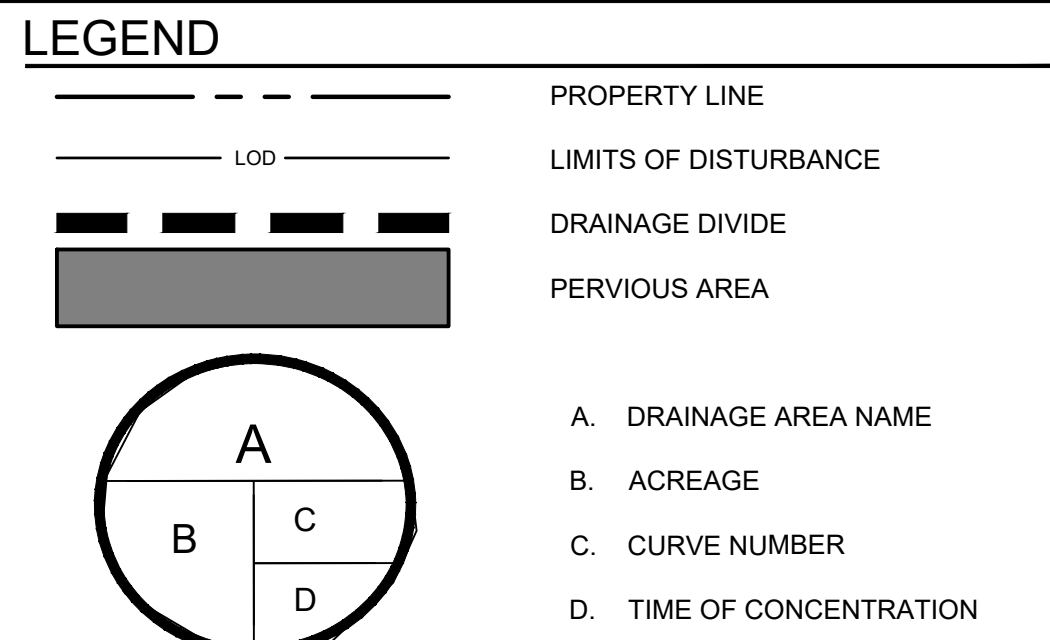 LEGEND
PROPERTY LINE
LOD LIMITS OF DISTURBANCE
DRAINAGE DIVIDE
PERVIOUS AREA
A
B
C
D
A. DRAINAGE AREA NAME
B. ACREAGE
C. CURVE NUMBER
D. TIME OF CONCENTRATION